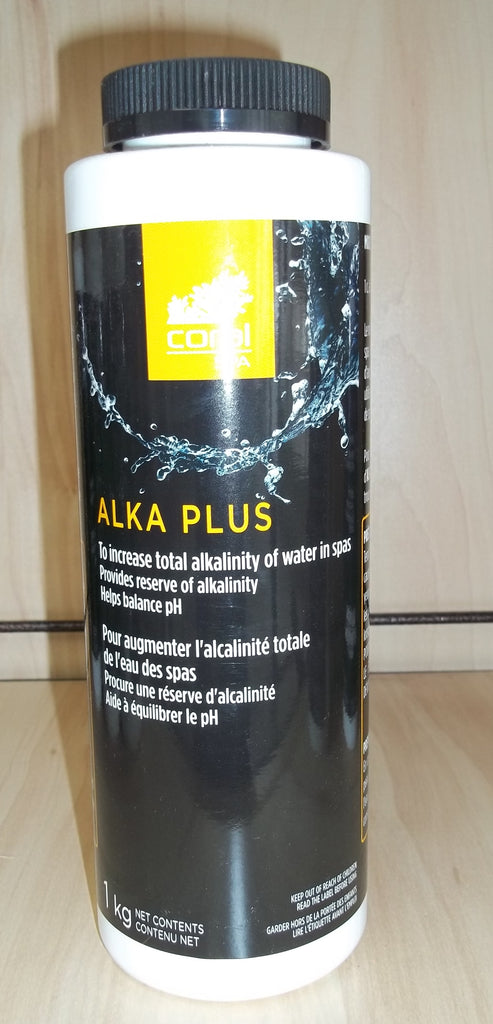 coral
ALKA PLUS
To increase total alkalinity of water in spas
Provides reserve of alkalinity
Helps balance pH
Pour augmenter l'alcalinité totale
de l'eau des spas
Procure une réserve d'alcalinité
Aide à équilibrer le pH
1 kg NET CONTENTS
CONTENU NET
KEEP OUT OF REACH OF CHILDREN
READ THE LABEL BEFORE USING
GARDER HORS DE LA PORTÉE DES ENFANTS
LIRE L'ÉTIQUETTE AVANT L'EMPLOI